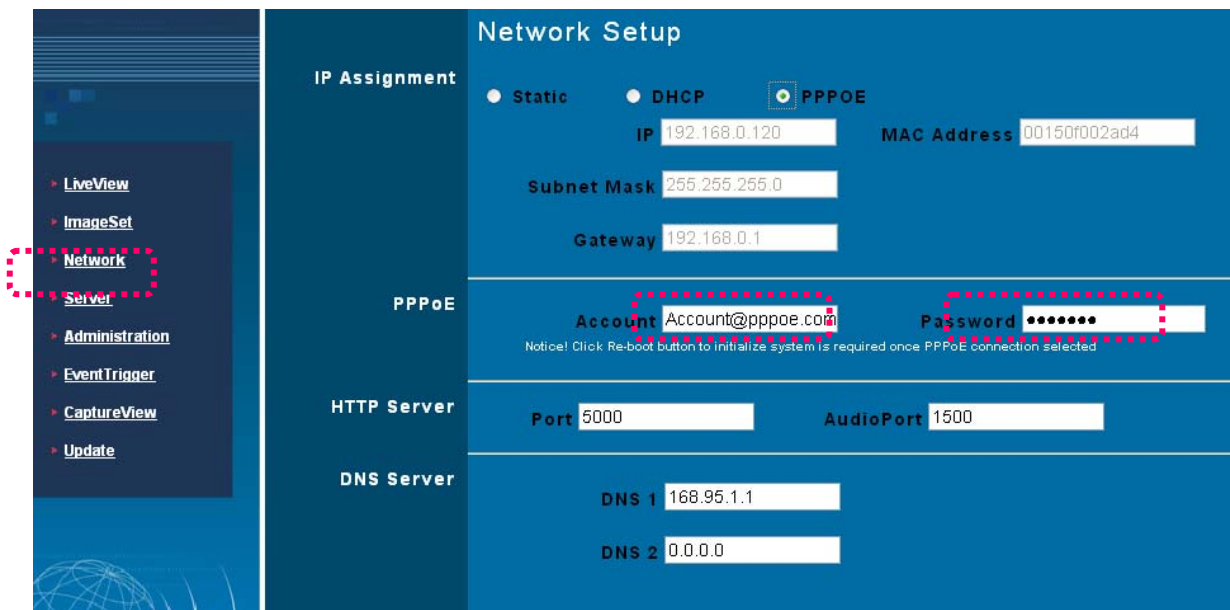 Network Setup
IP Assignment
Static DHCP PPPOE
IP 192.168.0.120 MAC Address 00150f002ad4
Subnet Mask 255.255.255.0
Gateway 192.168.0.1
LiveView
ImageSet
Network
Server
Administration
EventTrigger
CaptureView
Update
PPPoE
Account Account@pppoe.com Password •••••••
Notice! Click Re-boot button to initialize system is required once PPPoE connection selected
HTTP Server
Port 5000 AudioPort 1500
DNS Server
DNS 1 168.95.1.1
DNS 2 0.0.0.0